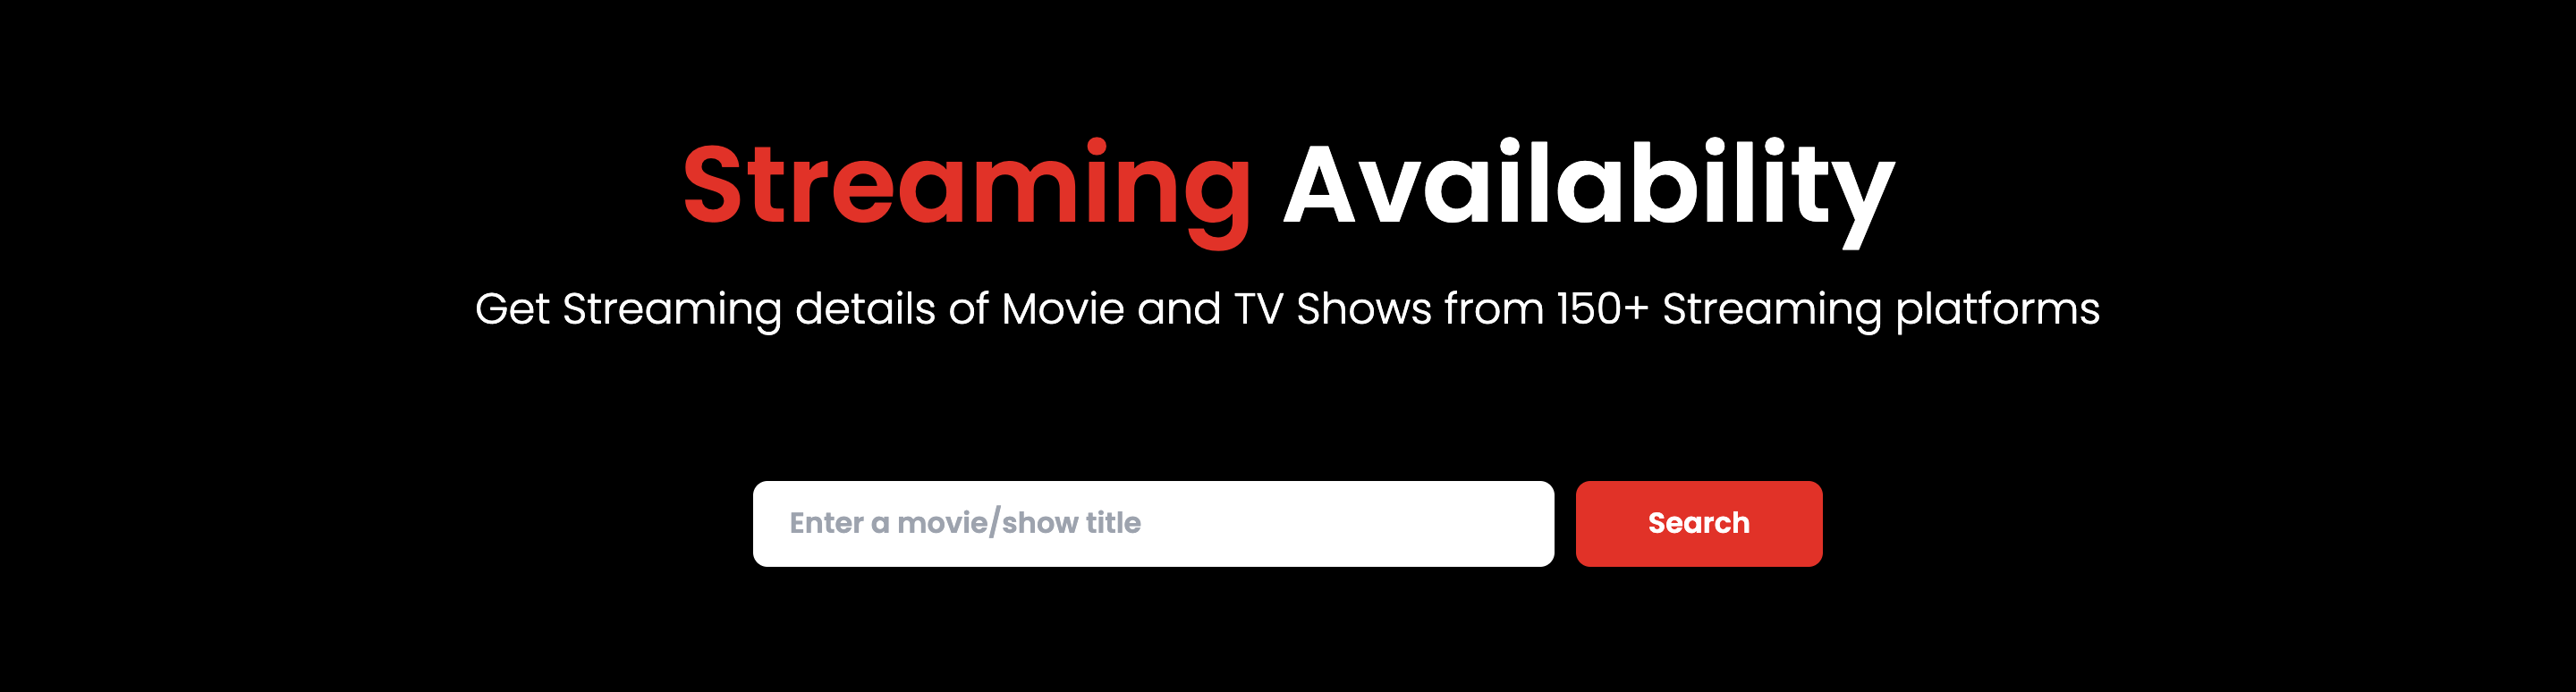 Streaming Availability
Get Streaming details of Movie and TV Shows from 150+ Streaming platforms
Enter a movie/show title
Search